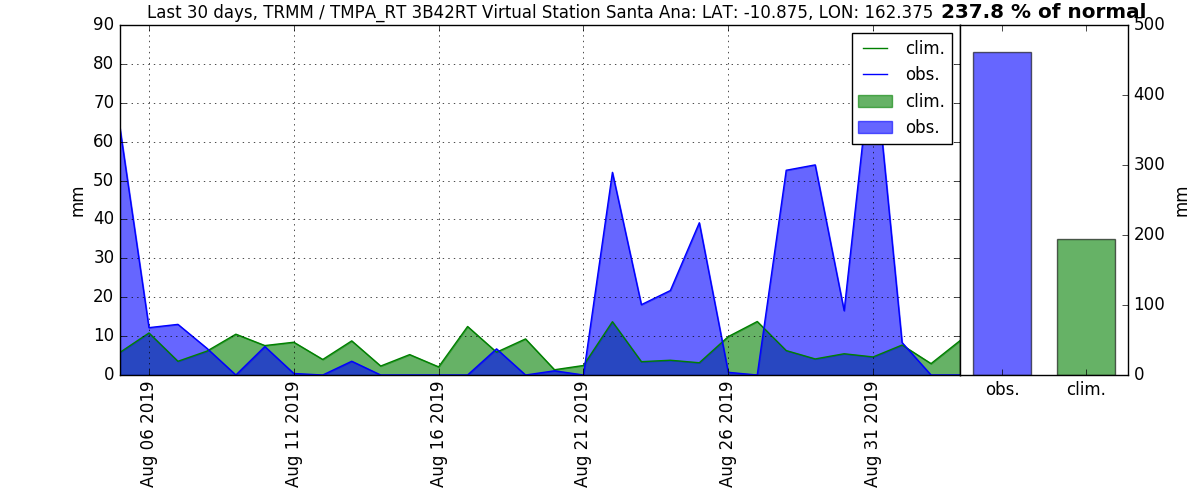 Last 30 days, TRMM / TMPA_RT 3B42RT Virtual Station Santa Ana: LAT: -10.875, LON: 162.375 237.8 % of normal
90
80
70
60
50
40
30
20
10
0
mm
clim.
obs.
clim.
obs.
Aug 06 2019
Aug 11 2019
Aug 16 2019
Aug 21 2019
Aug 26 2019
Aug 31 2019
500
400
300
200
100
0
mm
obs. clim.